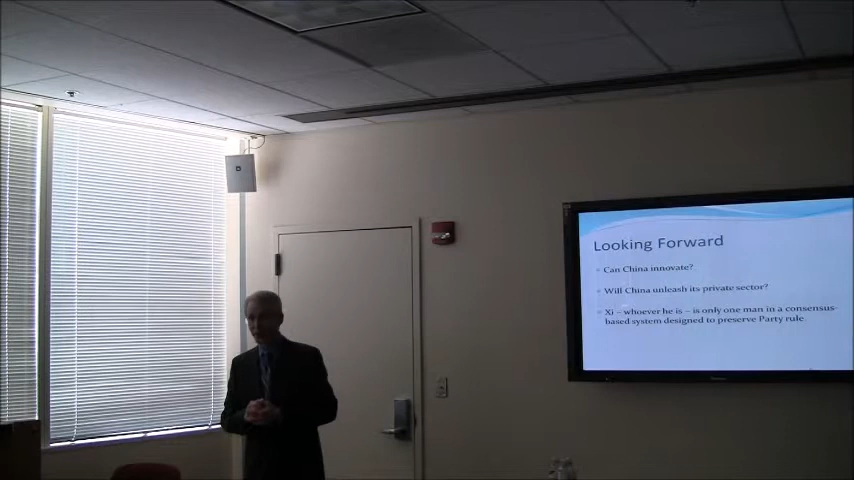 Looking Forward
Can China innovate?
Will China unleash its private sector?
Xi – whoever he is – is only one man in a consensus-
based system designed to preserve Party rule.